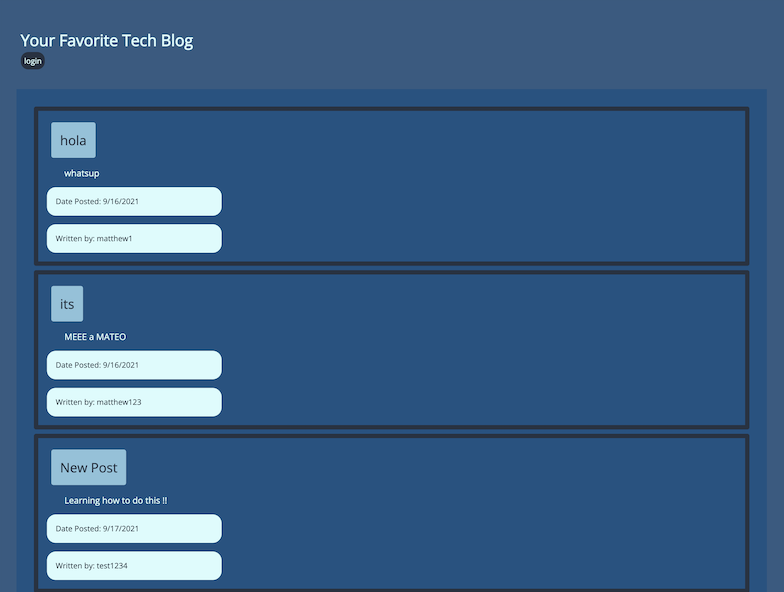 Your Favorite Tech Blog
login
hola
whatsup
Date Posted: 9/16/2021
Written by: matthew1
its
MEEE a MATEO
Date Posted: 9/16/2021
Written by: matthew123
New Post
Learning how to do this !!
Date Posted: 9/17/2021
Written by: test1234